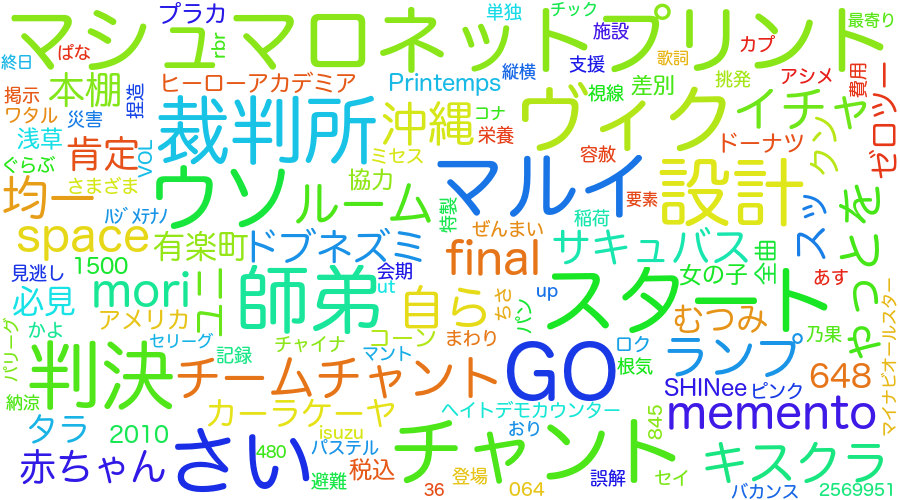 マシュマロネットプリント
プラカ
単独
チック
施設
最寄り
終日
ぱな
rbr
カプ
支援
歌詞
縦横
本棚
ヒーローアカデミア
Printemps
視線
差別
挑発
アシメ
費用
掲示
捏造
裁判所
沖縄
コナ
栄養
ヴィク
イチャ
ゼロツー
ワタル
災害
浅草
肯定
VOL
ミセス
容赦
ドーナツ
クン
ぐらぶ
さまざま
ウソ
ルーム
協力
マルイ
要素
設計
均一
ﾊｼﾞﾒﾃﾉ
特製
稲荷
スッ
やっとを
space
有楽町
ドブネズミ
final
ぜんまい
サキュバス
全曲
1500
見逃し
必見
mori
ユニ
師弟
会期
ut
自ら
ちさ
up
スタート
女の子
あす
アメリカ
かよ
セリーグ
パリーグ
記録
チャイナ
コーン
まわり
パン
マント
むつみ
乃果
マイナビオールスター
判決
チームチャント
GO
ロク
根気
ランプ
648
納涼
カーラケーヤ
ヘイトデモカウンター
SHINee
ピンク
memento
タラ
2010
さい
isuzu
480
パステル
チャント
おり
845
キスクラ
赤ちゃん
避難
税込
36
登場
064
誤解
セイ
バカンス
2569951